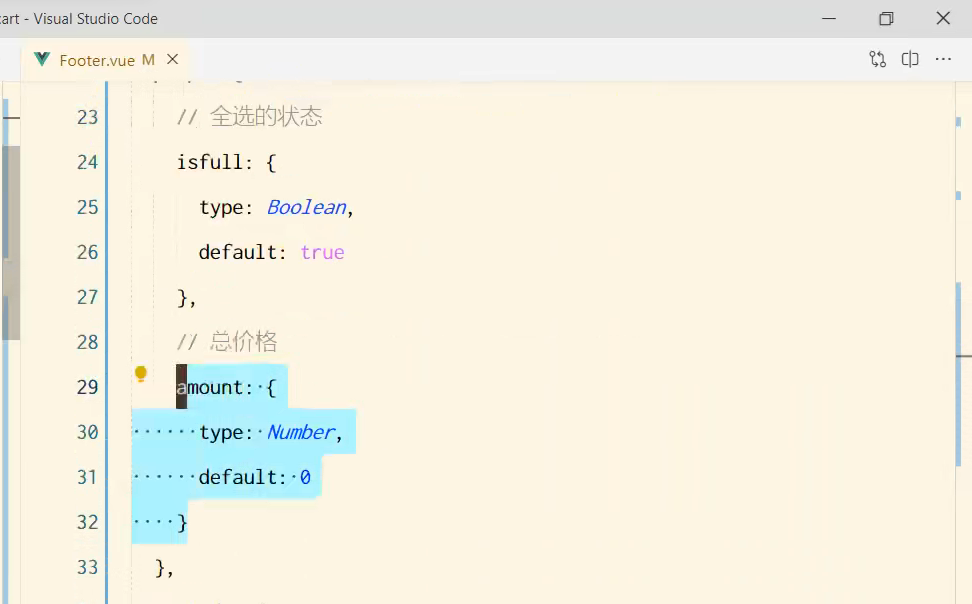 cart - Visual Studio Code
Footer.vue M
23 // 全选的状态
24 isfull: {
25 type: Boolean,
26 default: true
27 },
28 // 总价格
29 amount: {
30 type: Number,
31 default: 0
32 }
33 },